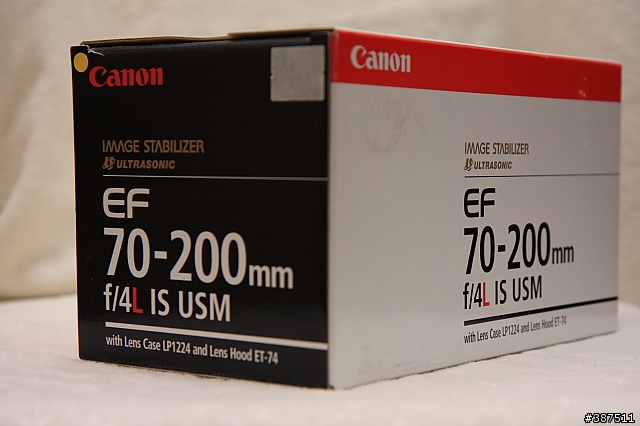 Canon
IMAGE STABILIZER
ULTRASONIC
EF
70-200mm
f/4L IS USM
with Lens Case LP1224 and Lens Hood ET-74
Canon
IMAGE STABILIZER
ULTRASONIC
EF
70-200mm
f/4L IS USM
with Lens Case LP1224 and Lens Hood ET-74
#387511